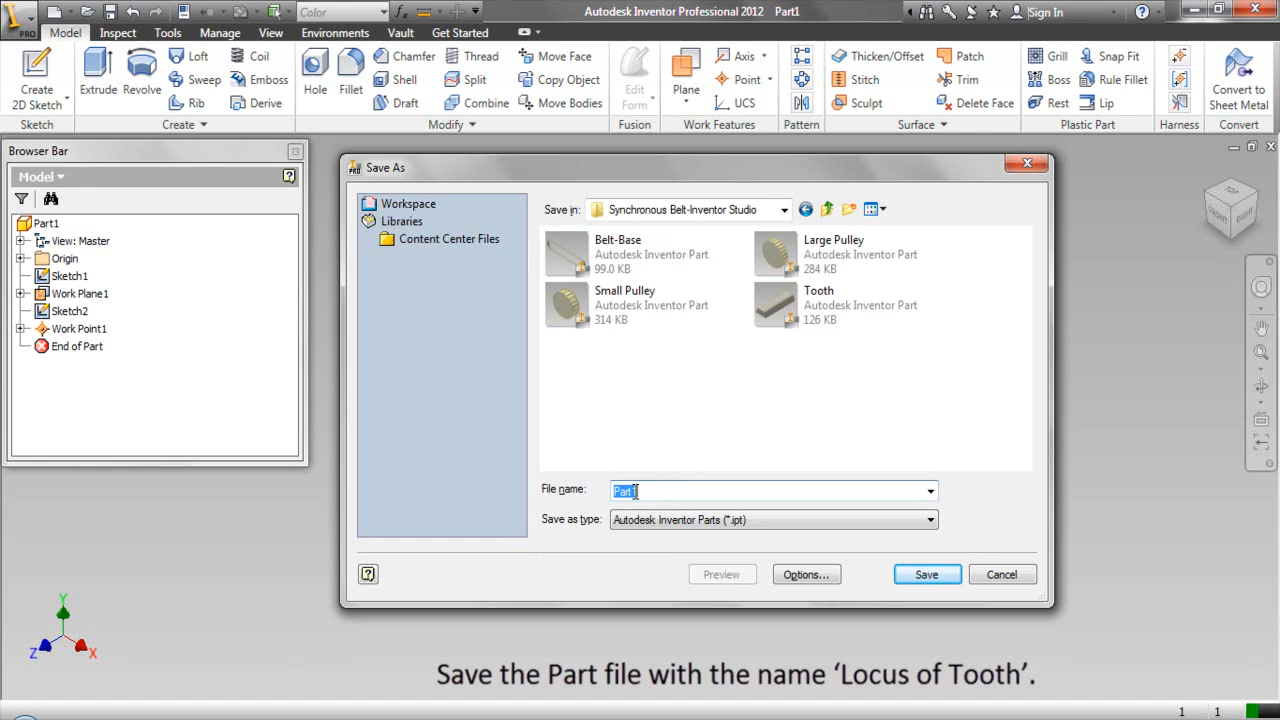 Color
Autodesk Inventor Professional 2012 Part1
Sign In
PRO
Model Inspect Tools Manage View Environments Vault Get Started
Create
2D Sketch
Extrude
Revolve
Loft
Sweep
Rib
Coil
Emboss
Derive
Hole
Fillet
Chamfer
Shell
Draft
Thread
Split
Combine
Move Face
Copy Object
Move Bodies
Edit
Form
Plane
Axis
Point
UCS
Thicken/Offset
Stitch
Sculpt
Patch
Trim
Delete Face
Grill
Boss
Rest
Snap Fit
Rule Fillet
Lip
Convert to
Sheet Metal
Sketch Create Modify Fusion Work Features Pattern Surface Plastic Part Harness Convert
Browser Bar
Model
Part1
View: Master
Origin
Sketch1
Work Plane1
Sketch2
Work Point1
End of Part
Save As
Workspace
Libraries
Content Center Files
Save in: Synchronous Belt-Inventor Studio
Belt-Base
Autodesk Inventor Part
99.0 KB
Large Pulley
Autodesk Inventor Part
284 KB
Small Pulley
Autodesk Inventor Part
314 KB
Tooth
Autodesk Inventor Part
126 KB
File name: Part1
Save as type: Autodesk Inventor Parts (*.ipt)
Preview Options... Save Cancel
FRONT RIGHT
Y
Z X
Save the Part file with the name ‘Locus of Tooth’.
1 1